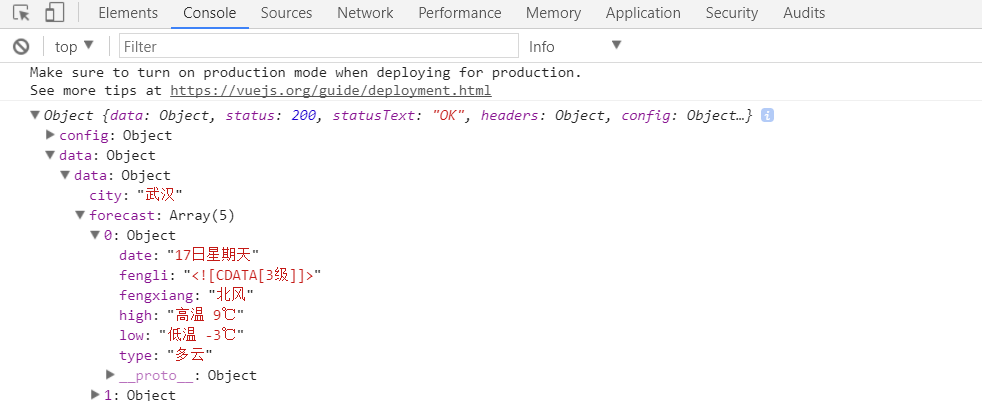 Elements Console Sources Network Performance Memory Application Security Audits
top Filter Info
Make sure to turn on production mode when deploying for production.
See more tips at https://vuejs.org/guide/deployment.html
Object {data: Object, status: 200, statusText: "OK", headers: Object, config: Object…} i
config: Object
data: Object
data: Object
city: "武汉"
forecast: Array(5)
0: Object
date: "17日星期天"
fengli: "<![CDATA[3级]]>"
fengxiang: "北风"
high: "高温 9℃"
low: "低温 -3℃"
type: "多云"
__proto__: Object
1: Object